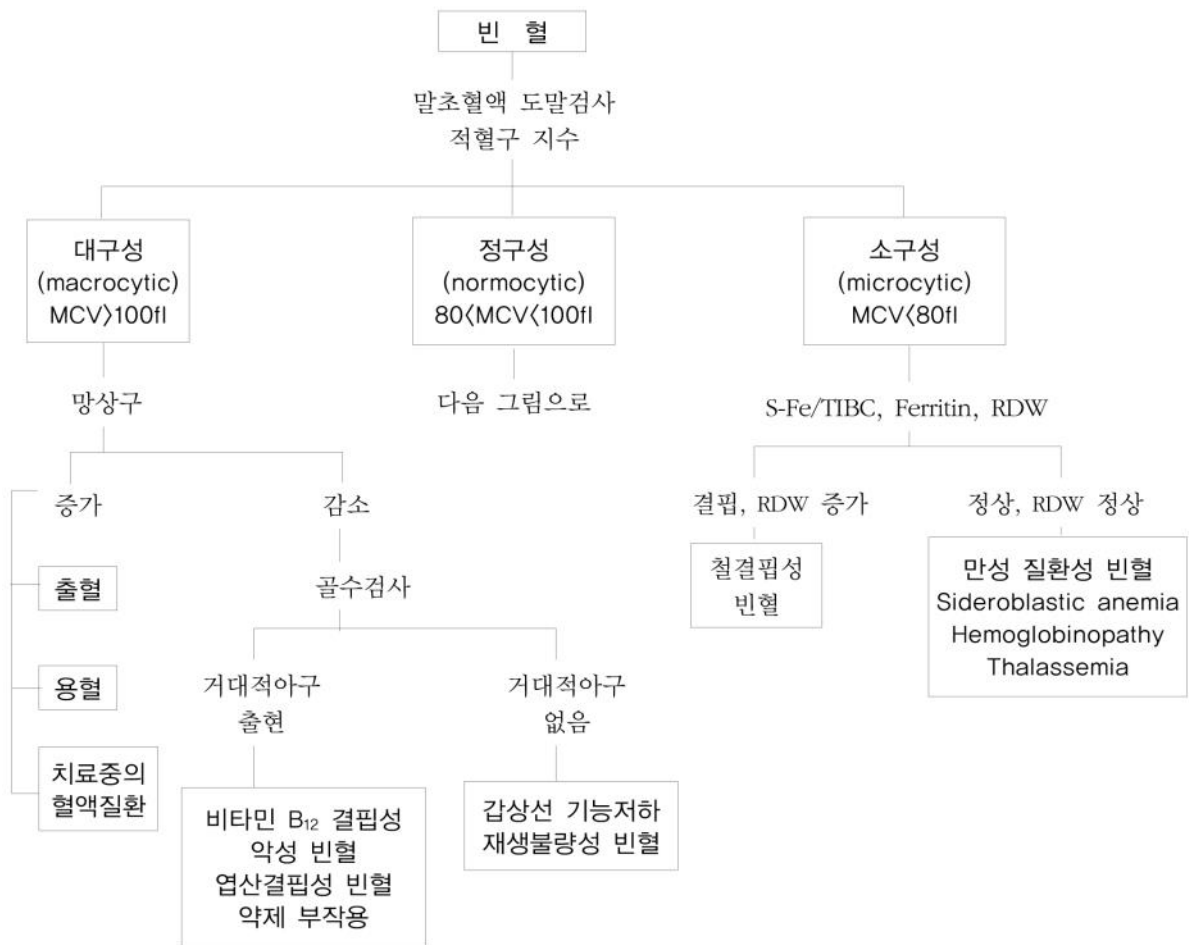 빈 혈
말초혈액 도말검사
적혈구 지수
대구성
(macrocytic)
MCV〉100fl
정구성
(normocytic)
80〈MCV〈100fl
소구성
(microcytic)
MCV〈80fl
망상구
다음 그림으로
S-Fe/TIBC, Ferritin, RDW
증가
감소
결핍, RDW 증가
정상, RDW 정상
출혈
골수검사
철결핍성
빈혈
만성 질환성 빈혈
Sideroblastic anemia
Hemoglobinopathy
Thalassemia
용혈
거대적아구
출현
거대적아구
없음
치료중의
혈액질환
비타민 B₁₂ 결핍성
악성 빈혈
엽산결핍성 빈혈
약제 부작용
갑상선 기능저하
재생불량성 빈혈